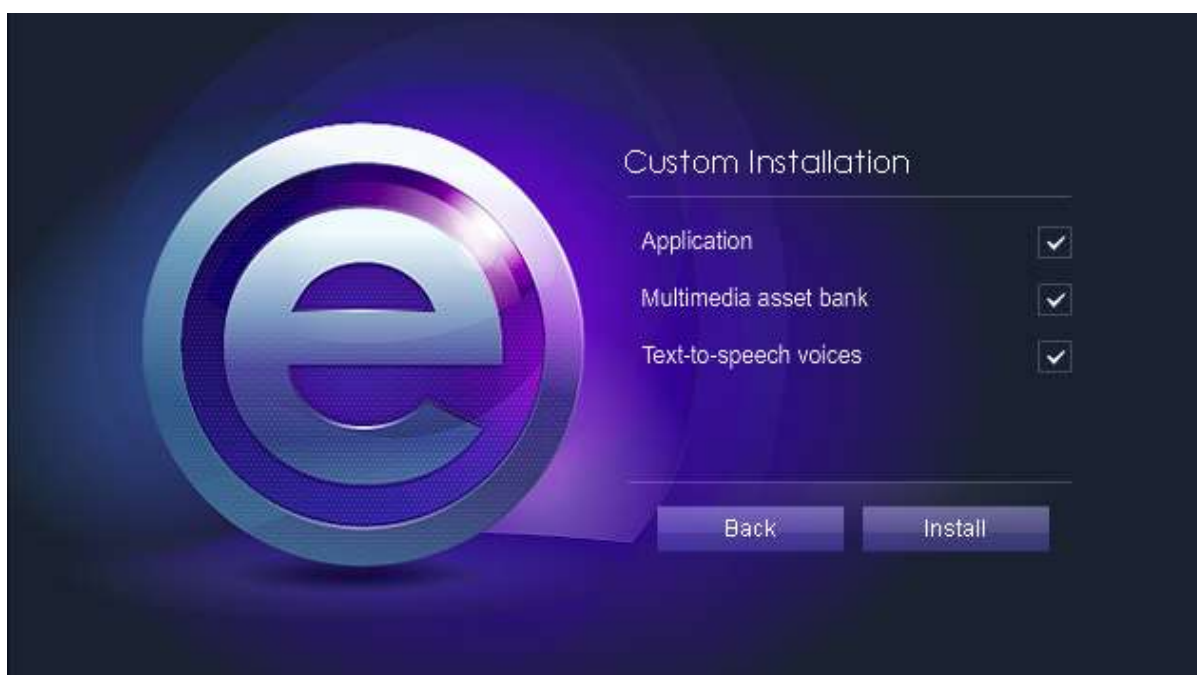 e
Custom Installation
Application
Multimedia asset bank
Text-to-speech voices
Back
Install